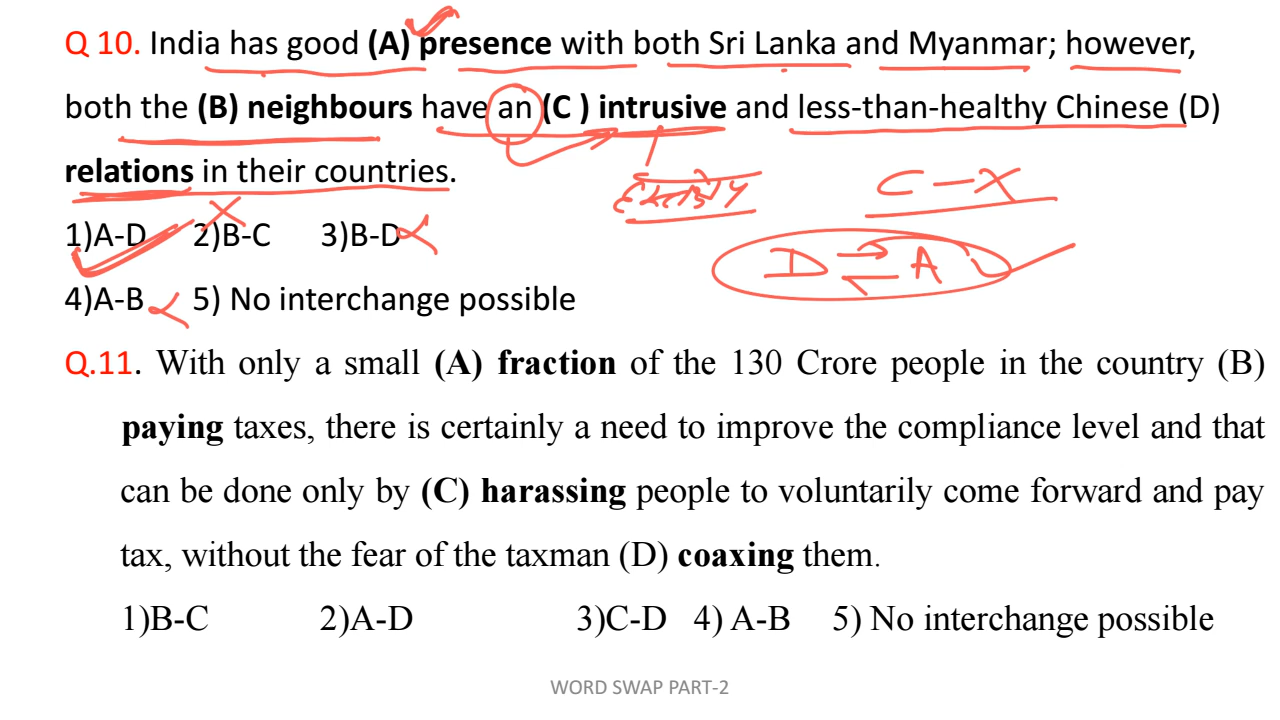 Q 10. India has good (A) presence with both Sri Lanka and Myanmar; however,
both the (B) neighbours have an (C ) intrusive and less-than-healthy Chinese (D)
relations in their countries.
C - X
1)A-D 2)B-C 3)B-D
D A
4)A-B 5) No interchange possible
Q.11. With only a small (A) fraction of the 130 Crore people in the country (B)
paying taxes, there is certainly a need to improve the compliance level and that
can be done only by (C) harassing people to voluntarily come forward and pay
tax, without the fear of the taxman (D) coaxing them.
1)B-C 2)A-D 3)C-D 4) A-B 5) No interchange possible
WORD SWAP PART-2